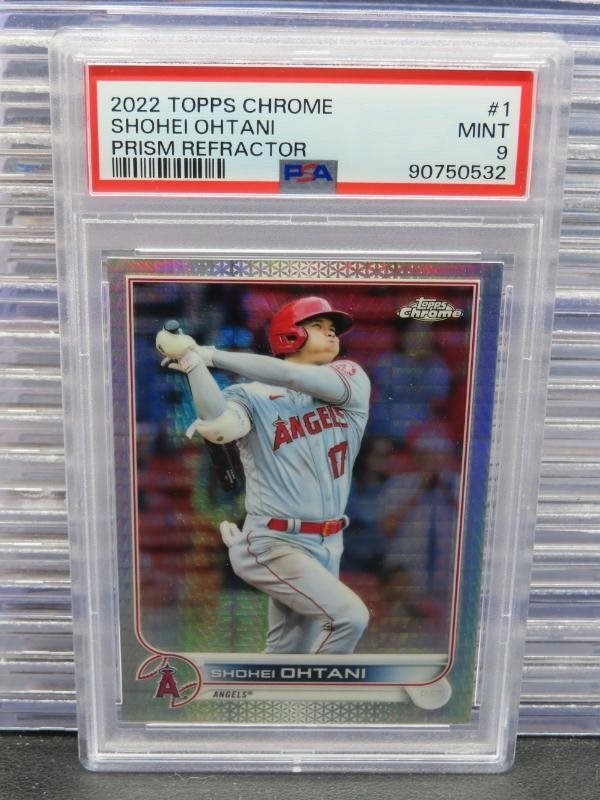 2022 TOPPS CHROME #1
SHOHEI OHTANI MINT
PRISM REFRACTOR 9
PSA 90750532
Topps
Chrome
ANGELS
17
SHOHEI OHTANI
A ANGELS®